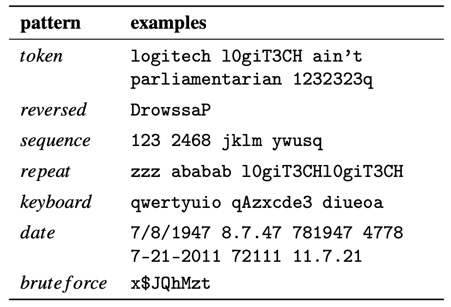 pattern examples
token logitech l0giT3CH ain't
parliamentarian 1232323q
reversed DrowssaP
sequence 123 2468 jklm ywusq
repeat zzz ababab l0giT3CHl0giT3CH
keyboard qwertyuio qAzxcde3 diueoa
date 7/8/1947 8.7.47 781947 4778
7-21-2011 72111 11.7.21
bruteforce x$JQhMzt